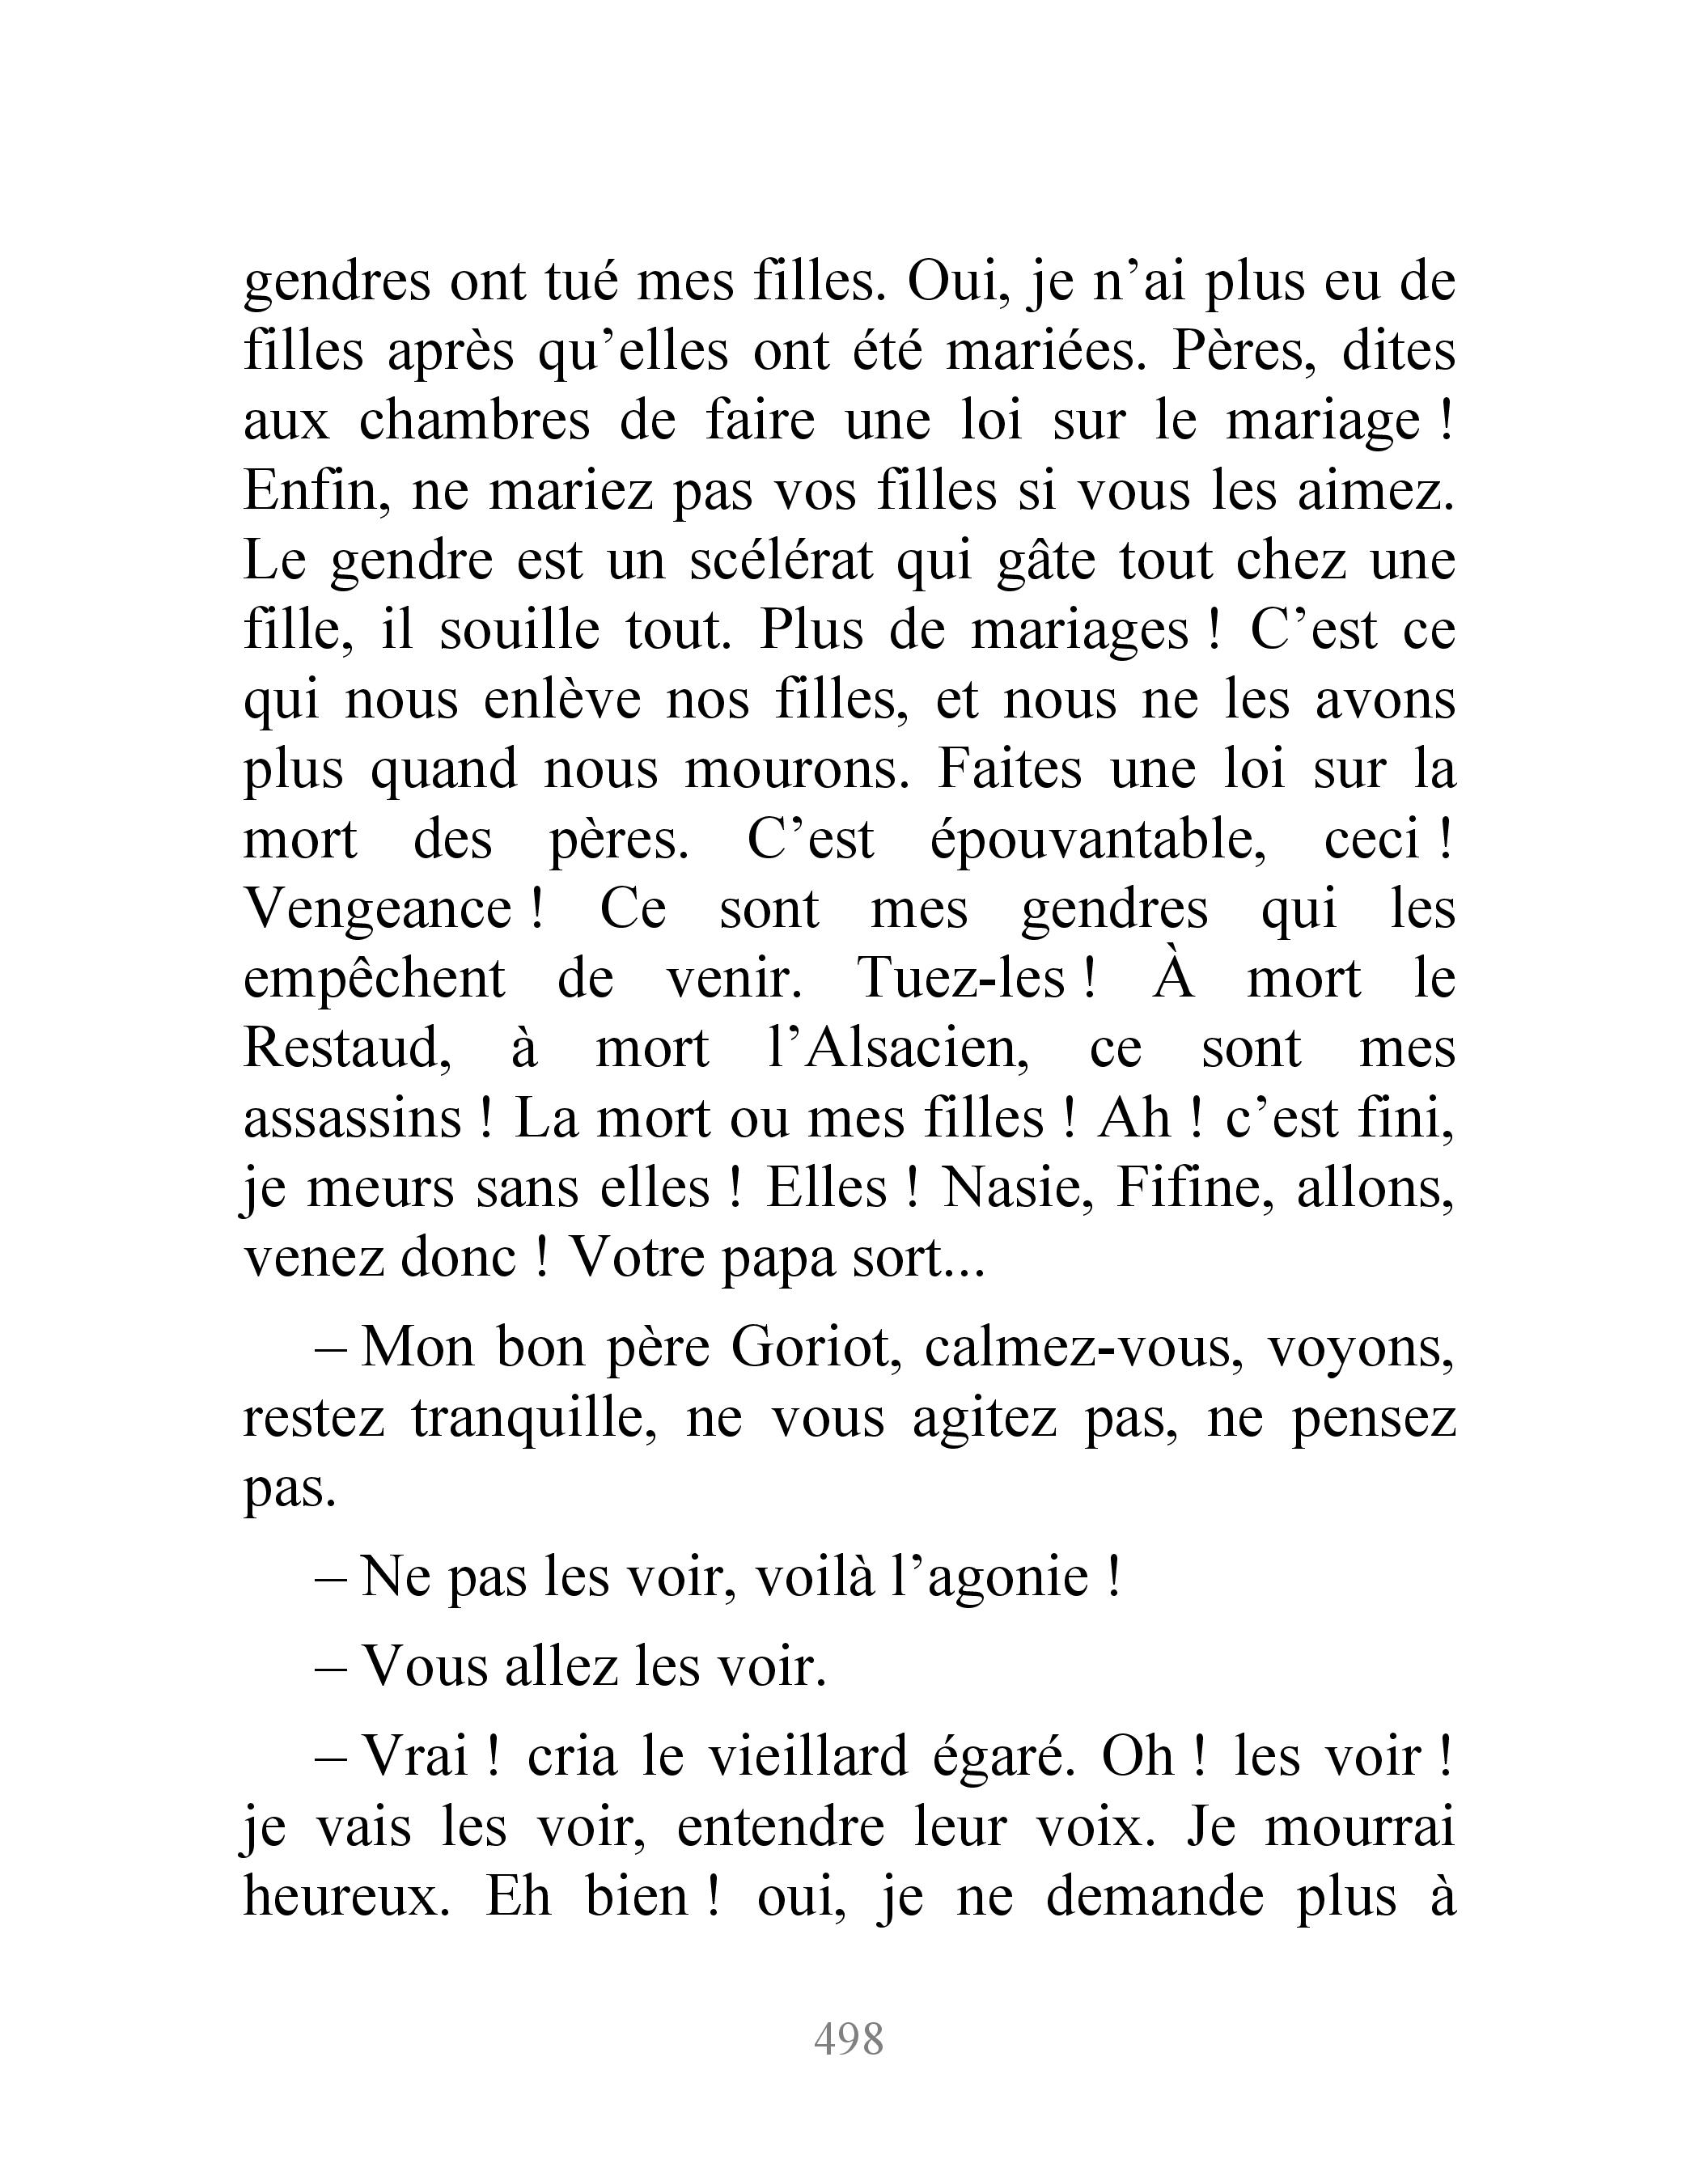 gendres ont tué mes filles. Oui, je n’ai plus eu de
filles après qu’elles ont été mariées. Pères, dites
aux chambres de faire une loi sur le mariage !
Enfin, ne mariez pas vos filles si vous les aimez.
Le gendre est un scélérat qui gâte tout chez une
fille, il souille tout. Plus de mariages ! C’est ce
qui nous enlève nos filles, et nous ne les avons
plus quand nous mourons. Faites une loi sur la
mort des pères. C’est épouvantable, ceci !
Vengeance ! Ce sont mes gendres qui les
empêchent de venir. Tuez-les ! À mort le
Restaud, à mort l’Alsacien, ce sont mes
assassins ! La mort ou mes filles ! Ah ! c’est fini,
je meurs sans elles ! Elles ! Nasie, Fifine, allons,
venez donc ! Votre papa sort...
– Mon bon père Goriot, calmez-vous, voyons,
restez tranquille, ne vous agitez pas, ne pensez
pas.
– Ne pas les voir, voilà l’agonie !
– Vous allez les voir.
– Vrai ! cria le vieillard égaré. Oh ! les voir !
je vais les voir, entendre leur voix. Je mourrai
heureux. Eh bien ! oui, je ne demande plus à
498